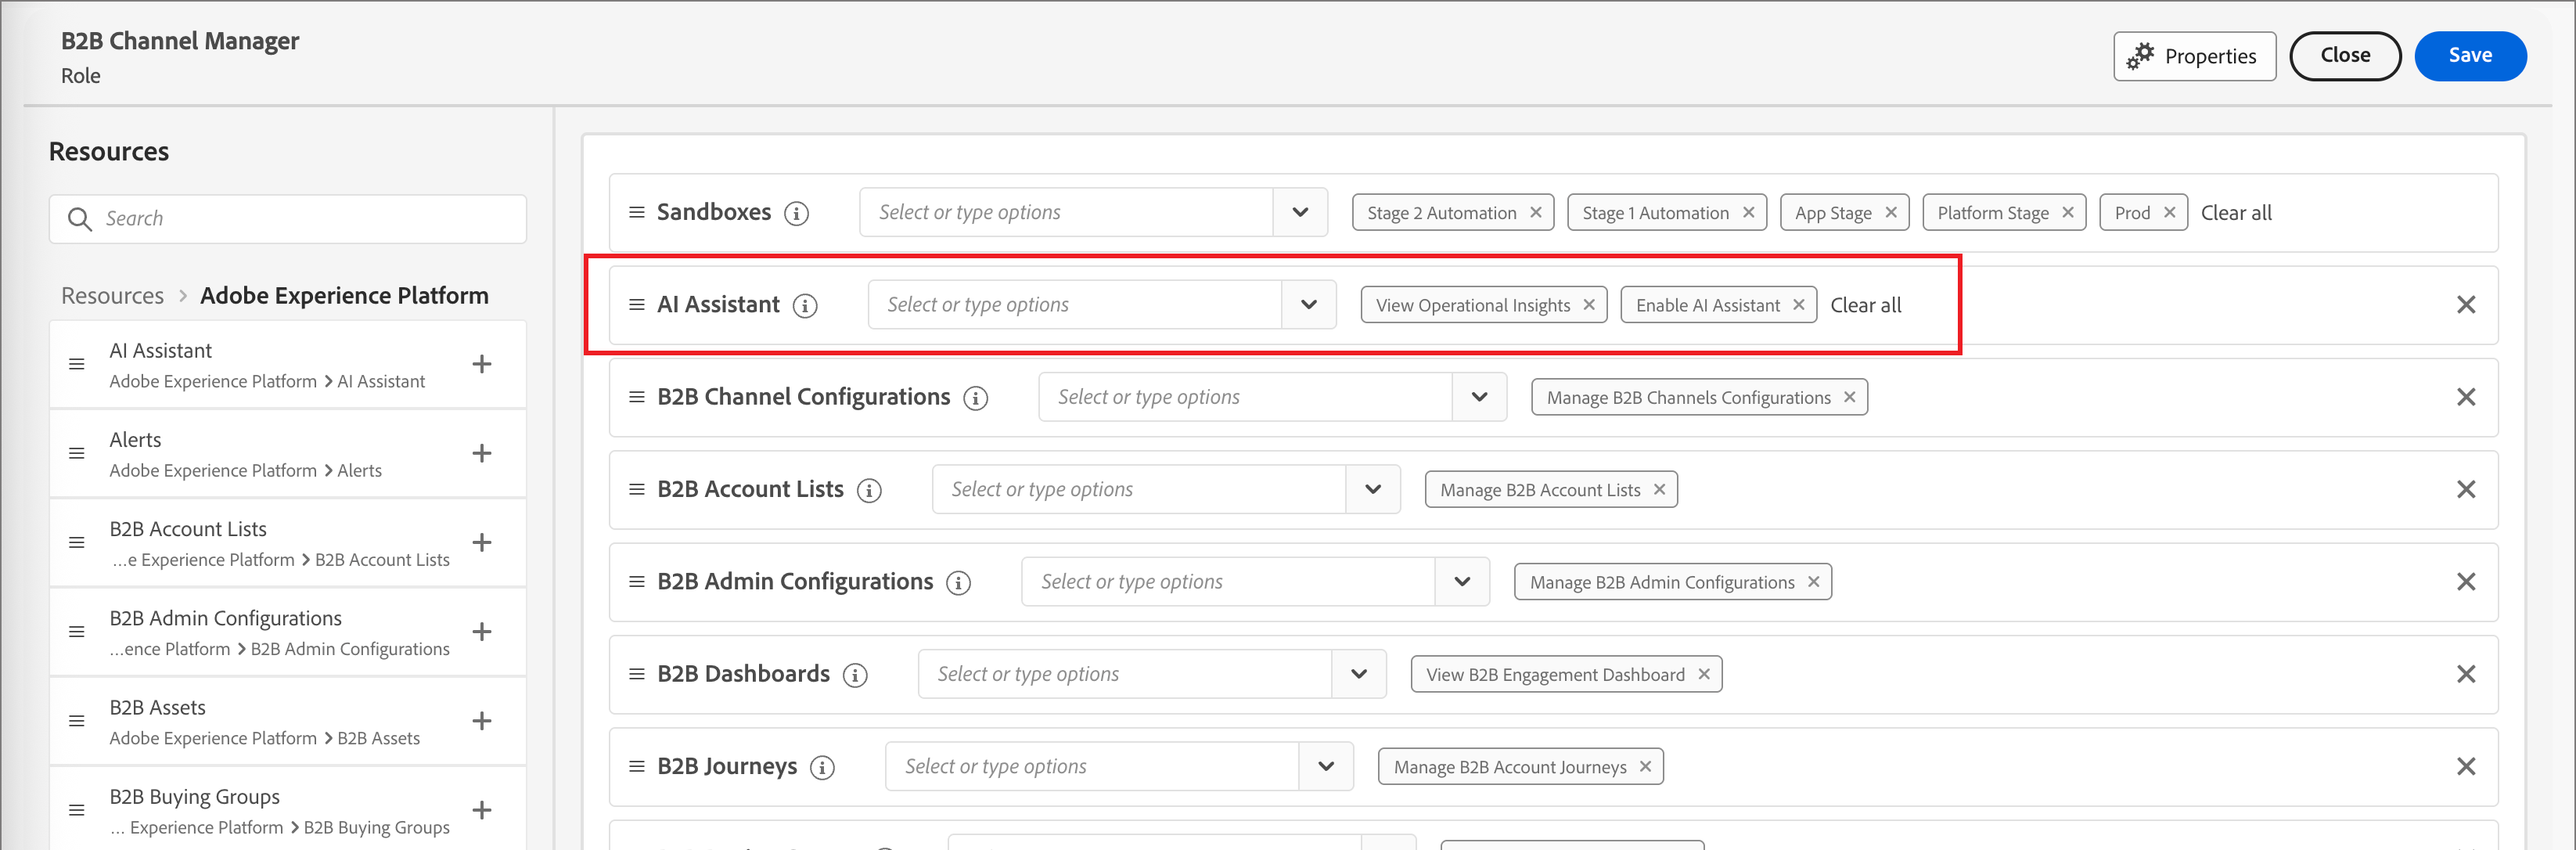 B2B Channel Manager
Role
Properties
Close
Save
Resources
Search
Resources > Adobe Experience Platform
AI Assistant
Adobe Experience Platform > AI Assistant
Alerts
Adobe Experience Platform > Alerts
B2B Account Lists
...e Experience Platform > B2B Account Lists
B2B Admin Configurations
...ence Platform > B2B Admin Configurations
B2B Assets
Adobe Experience Platform > B2B Assets
B2B Buying Groups
... Experience Platform > B2B Buying Groups
Sandboxes Select or type options Stage 2 Automation Stage 1 Automation App Stage Platform Stage Prod Clear all
AI Assistant Select or type options View Operational Insights Enable AI Assistant Clear all
B2B Channel Configurations Select or type options Manage B2B Channels Configurations
B2B Account Lists Select or type options Manage B2B Account Lists
B2B Admin Configurations Select or type options Manage B2B Admin Configurations
B2B Dashboards Select or type options View B2B Engagement Dashboard
B2B Journeys Select or type options Manage B2B Account Journeys